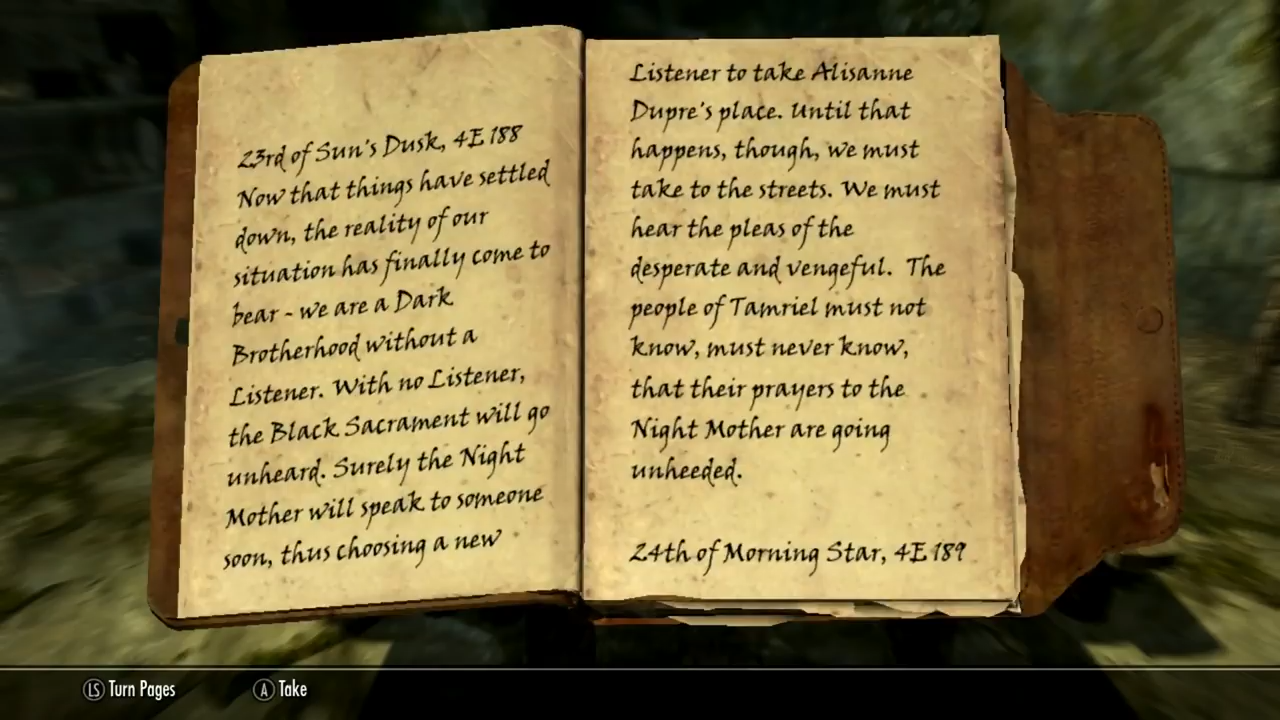 23rd of Sun's Dusk, 4E 188
Now that things have settled
down, the reality of our
situation has finally come to
bear - we are a Dark
Brotherhood without a
Listener. With no Listener,
the Black Sacrament will go
unheard. Surely the Night
Mother will speak to someone
soon, thus choosing a new
Listener to take Alisanne
Dupre's place. Until that
happens, though, we must
take to the streets. We must
hear the pleas of the
desperate and vengeful.  The
people of Tamriel must not
know, must never know,
that their prayers to the
Night Mother are going
unheeded.
24th of Morning Star, 4E 189
LS Turn Pages
A Take